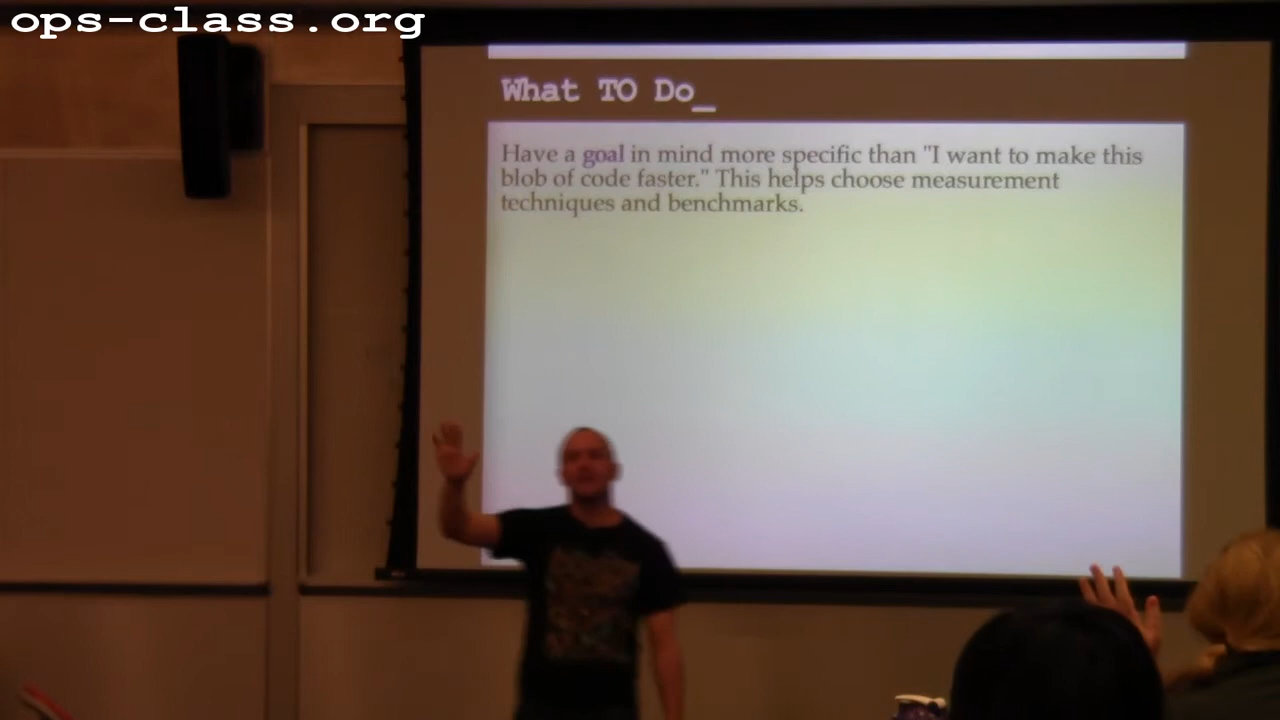 ops-class.org
What TO Do_
Have a goal in mind more specific than "I want to make this
blob of code faster." This helps choose measurement
techniques and benchmarks.